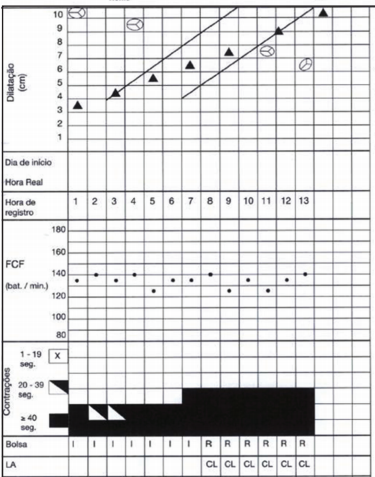 10
9
8
7
6
5
4
3
2
1
Dilatação
(cm)
Dia de início
Hora Real
Hora de
registro
1 2 3 4 5 6 7 8 9 10 11 12 13
FCF
(bat. / min.)
180
160
140
120
100
80
Contrações
1 - 19
seg.
X
20 - 39
seg.
≥ 40
seg.
Bolsa I I I I I I I R R R R R R
LA CL CL CL CL CL CL